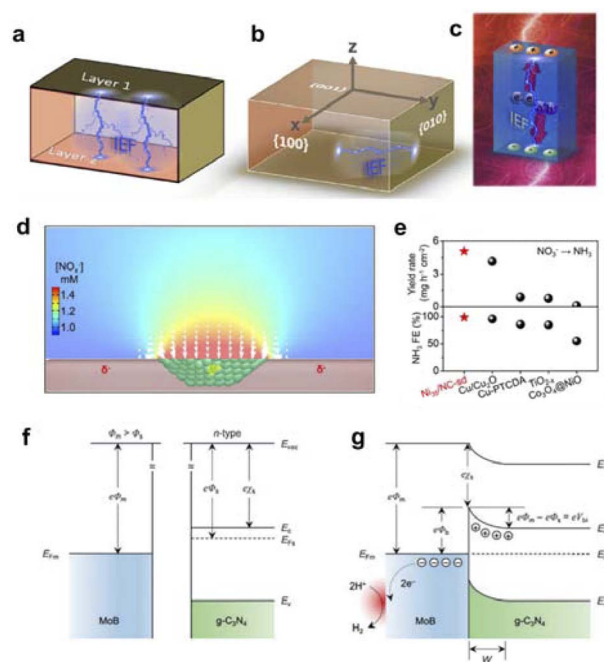 a
Layer 1
IEF
Layer 2
b
z
{001}
x
y
{100}
{010}
IEF
c
IEF
d
[NOx-]
mM
1.4
1.2
1.0
δ-
δ-
e
Yield rate
(mg h-1 cm-2)
6
3
0
NO3- → NH3
NH3 FE (%)
100
50
0
Ni35/NC-sd
Cu/Cu2O
Cu-PTCDA
TiO2-x
Co3O4@NiO
f
Φm > Φs
n-type
Evac
eΦm
eΦs
eχs
Ec
EFs
EFm
Ev
MoB
g-C3N4
g
eΦm
eχs
eΦb
eΦm – eΦs = eVbi
EFm
2H+
2e-
H2
MoB
g-C3N4
W